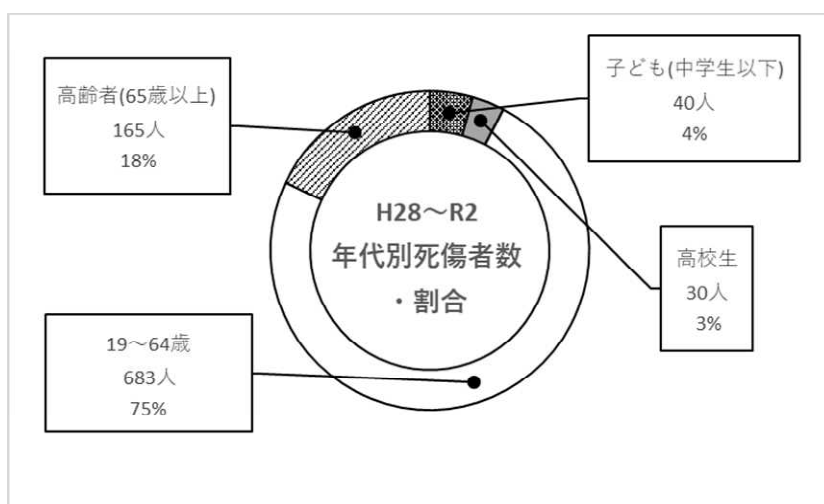 高齢者(65歳以上)
165人
18%
子ども(中学生以下)
40人
4%
H28～R2
年代別死傷者数
・割合
高校生
30人
3%
19～64歳
683人
75%